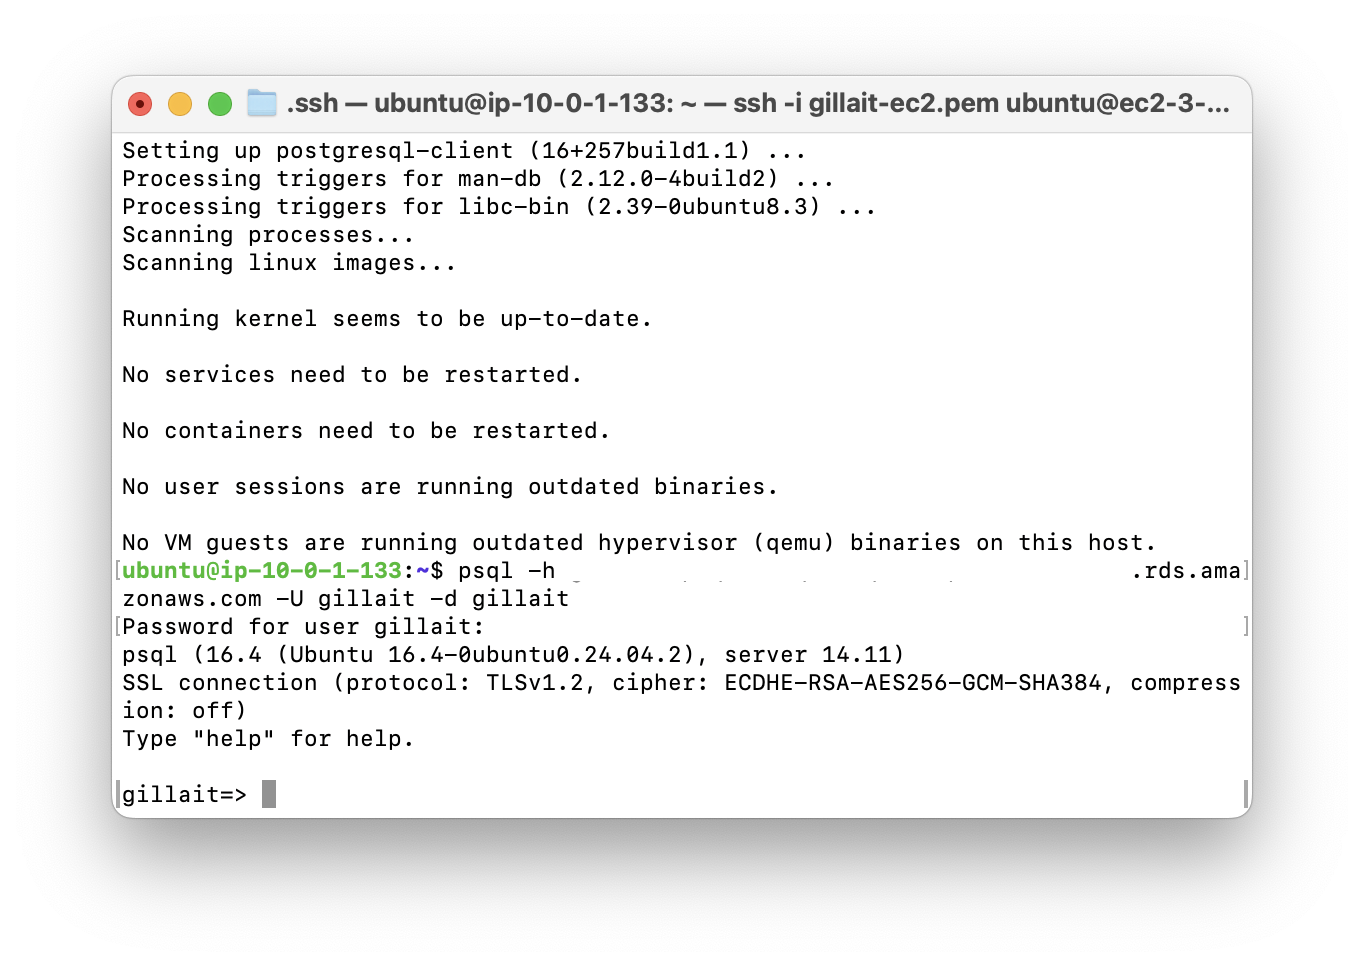 .ssh — ubuntu@ip-10-0-1-133: ~ — ssh -i gillait-ec2.pem ubuntu@ec2-3-...
Setting up postgresql-client (16+257build1.1) ...
Processing triggers for man-db (2.12.0-4build2) ...
Processing triggers for libc-bin (2.39-0ubuntu8.3) ...
Scanning processes...
Scanning linux images...
Running kernel seems to be up-to-date.
No services need to be restarted.
No containers need to be restarted.
No user sessions are running outdated binaries.
No VM guests are running outdated hypervisor (qemu) binaries on this host.
[ubuntu@ip-10-0-1-133:~$ psql -h .rds.ama]
zonaws.com -U gillait -d gillait
[Password for user gillait: ]
psql (16.4 (Ubuntu 16.4-0ubuntu0.24.04.2), server 14.11)
SSL connection (protocol: TLSv1.2, cipher: ECDHE-RSA-AES256-GCM-SHA384, compress
ion: off)
Type "help" for help.
gillait=>